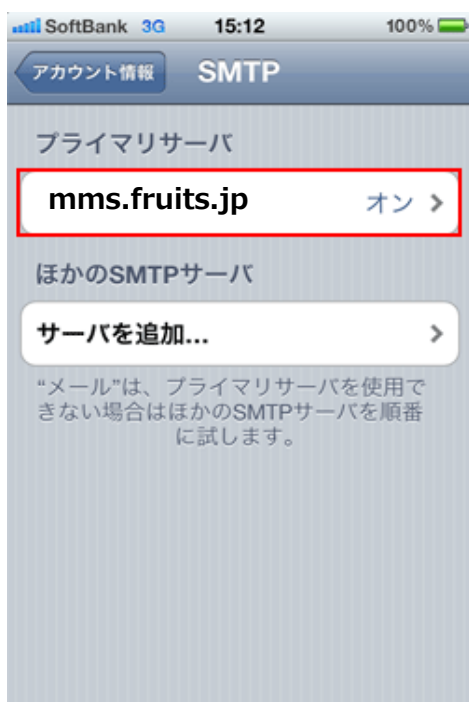 SoftBank 3G 15:12 100%
アカウント情報 SMTP
プライマリサーバ
mms.fruits.jp オン
ほかのSMTPサーバ
サーバを追加...
“メール”は、プライマリサーバを使用で
きない場合はほかのSMTPサーバを順番
に試します。